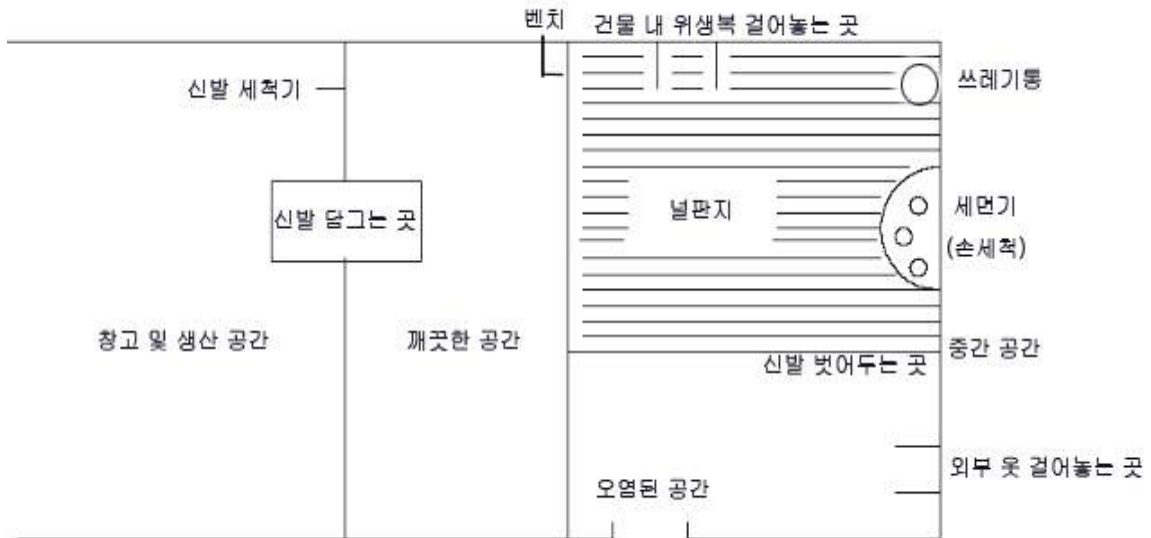 벤치
건물 내 위생복 걸어놓는 곳
신발 세척기
쓰레기통
신발 담그는 곳
널판지
세면기
(손세척)
창고 및 생산 공간
깨끗한 공간
중간 공간
신발 벗어두는 곳
외부 옷 걸어놓는 곳
오염된 공간